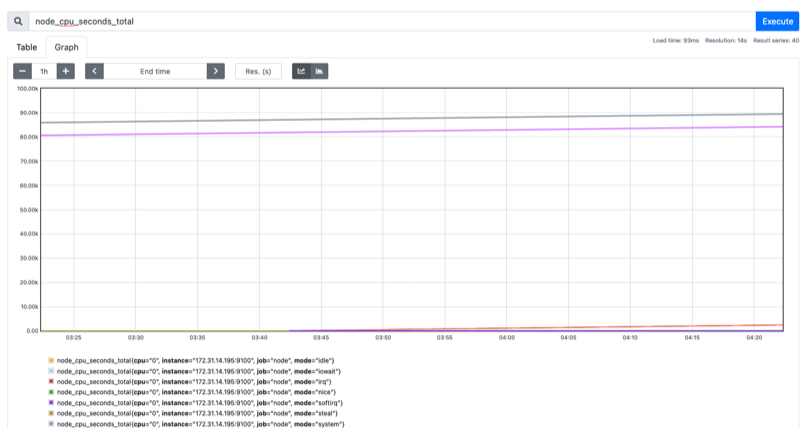 node_cpu_seconds_total
Execute
Load time: 93ms Resolution: 14s Result series: 40
Table Graph
1h End time Res. (s)
100.00k
90.00k
80.00k
70.00k
60.00k
50.00k
40.00k
30.00k
20.00k
10.00k
0.00
03:25 03:30 03:35 03:40 03:45 03:50 03:55 04:00 04:05 04:10 04:15 04:20
node_cpu_seconds_total{cpu="0", instance="172.31.14.195:9100", job="node", mode="idle"}
node_cpu_seconds_total{cpu="0", instance="172.31.14.195:9100", job="node", mode="iowait"}
node_cpu_seconds_total{cpu="0", instance="172.31.14.195:9100", job="node", mode="irq"}
node_cpu_seconds_total{cpu="0", instance="172.31.14.195:9100", job="node", mode="nice"}
node_cpu_seconds_total{cpu="0", instance="172.31.14.195:9100", job="node", mode="softirq"}
node_cpu_seconds_total{cpu="0", instance="172.31.14.195:9100", job="node", mode="steal"}
node_cpu_seconds_total{cpu="0", instance="172.31.14.195:9100", job="node", mode="system"}